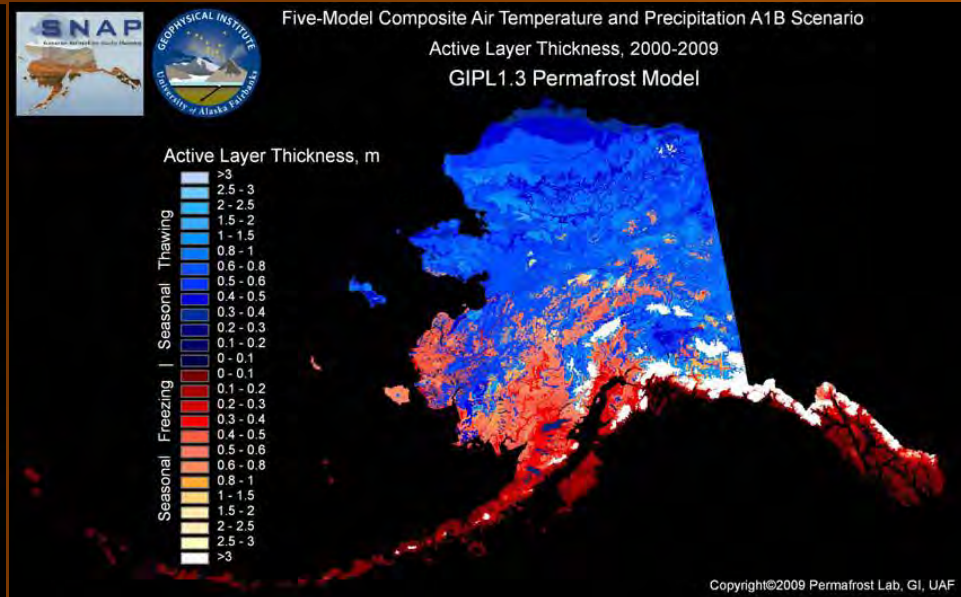 SNAP
GEOPHYSICAL INSTITUTE
University of Alaska Fairbanks
Five-Model Composite Air Temperature and Precipitation A1B Scenario
Active Layer Thickness, 2000-2009
GIPL1.3 Permafrost Model
Active Layer Thickness, m
Seasonal Freezing | Seasonal Thawing
>3
2.5 - 3
2 - 2.5
1.5 - 2
1 - 1.5
0.8 - 1
0.6 - 0.8
0.5 - 0.6
0.4 - 0.5
0.3 - 0.4
0.2 - 0.3
0.1 - 0.2
0 - 0.1
0 - 0.1
0.1 - 0.2
0.2 - 0.3
0.3 - 0.4
0.4 - 0.5
0.5 - 0.6
0.6 - 0.8
0.8 - 1
1 - 1.5
1.5 - 2
2 - 2.5
2.5 - 3
>3
Copyright©2009 Permafrost Lab, GI, UAF